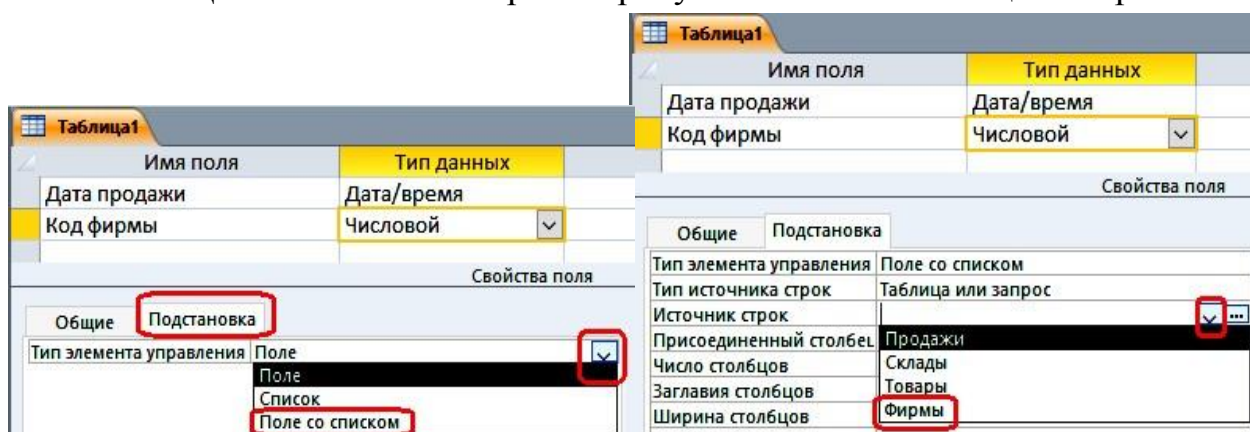 Таблица1
Имя поля Тип данных
Дата продажи Дата/время
Код фирмы Числовой
Свойства поля
Общие Подстановка
Тип элемента управления Поле
Поле
Список
Поле со списком
Таблица1
Имя поля Тип данных
Дата продажи Дата/время
Код фирмы Числовой
Свойства поля
Общие Подстановка
Тип элемента управления Поле со списком
Тип источника строк Таблица или запрос
Источник строк
Присоединенный столбец Продажи
Число столбцов Склады
Заглавия столбцов Товары
Ширина столбцов Фирмы